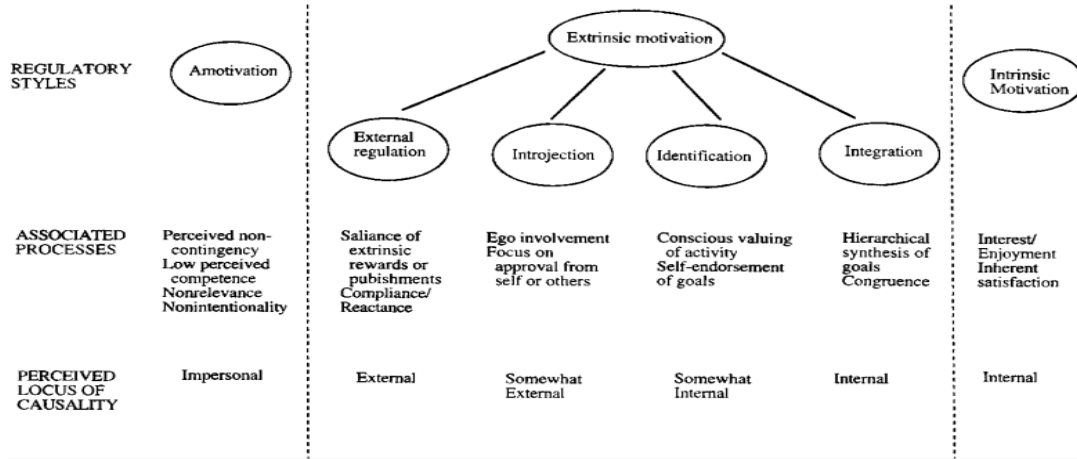 Extrinsic motivation
REGULATORY
STYLES
Amotivation
Intrinsic
Motivation
External
regulation
Introjection
Identification
Integration
ASSOCIATED
PROCESSES
Perceived non-
contingency
Low perceived
competence
Nonrelevance
Nonintentionality
Saliance of
extrinsic
rewards or
pubishments
Compliance/
Reactance
Ego involvement
Focus on
approval from
self or others
Conscious valuing
of activity
Self-endorsement
of goals
Hierarchical
synthesis of
goals
Congruence
Interest/
Enjoyment
Inherent
satisfaction
PERCEIVED
LOCUS OF
CAUSALITY
Impersonal
External
Somewhat
External
Somewhat
Internal
Internal
Internal